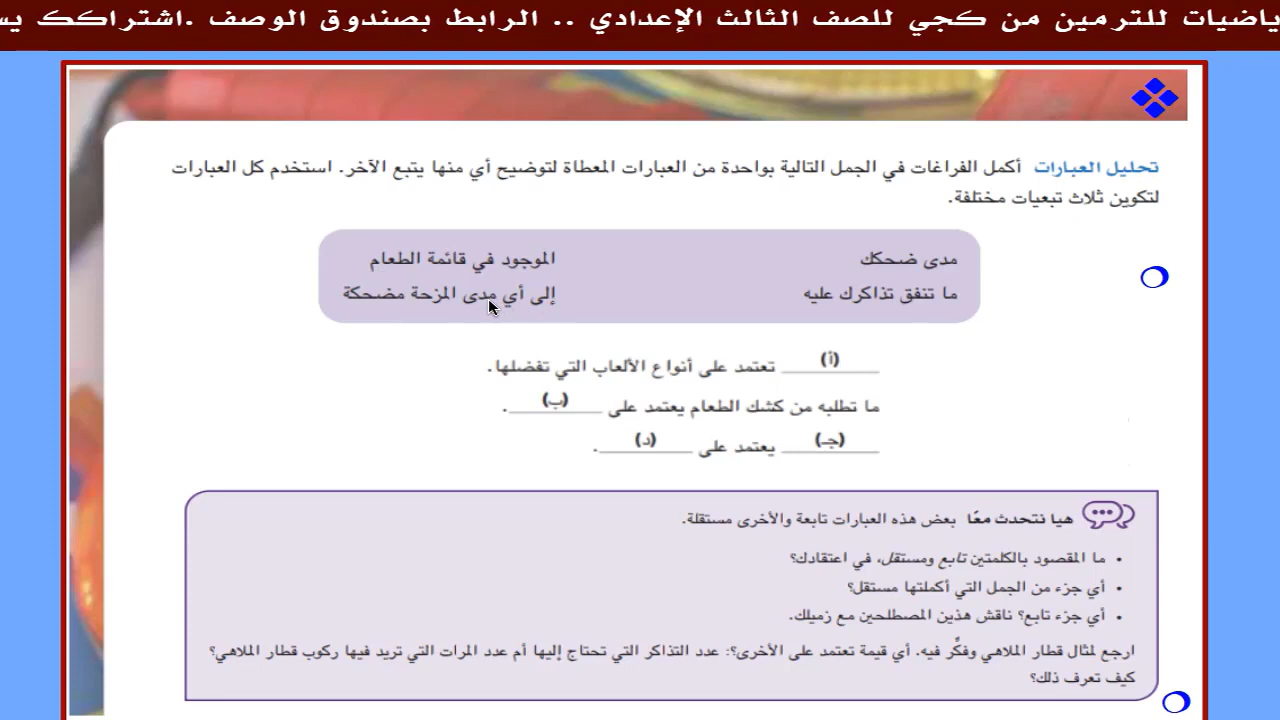 ياضيات للترمين من كجي للصف الثالث الإعدادي .. الرابط بصندوق الوصف .اشتراكك يس
تحليل العبارات أكمل الفراغات في الجمل التالية بواحدة من العبارات المعطاة لتوضيح أي منها يتبع الآخر. استخدم كل العبارات
لتكوين ثلاث تبعيات مختلفة.
مدى ضحكك الموجود في قائمة الطعام
ما تنفق تذاكرك عليه إلى أي مدى المزحة مضحكة
(أ) تعتمد على أنواع الألعاب التي تفضلها.
ما تطلبه من كشك الطعام يعتمد على (ب).
(جـ) يعتمد على (د).
هيا نتحدث معًا بعض هذه العبارات تابعة والأخرى مستقلة.
• ما المقصود بالكلمتين تابع ومستقل، في اعتقادك؟
• أي جزء من الجمل التي أكملتها مستقل؟
• أي جزء تابع؟ ناقش هذين المصطلحين مع زميلك.
ارجع لمثال قطار الملاهي وفكِّر فيه. أي قيمة تعتمد على الأخرى؟: عدد التذاكر التي تحتاج إليها أم عدد المرات التي تريد فيها ركوب قطار الملاهي؟
كيف تعرف ذلك؟